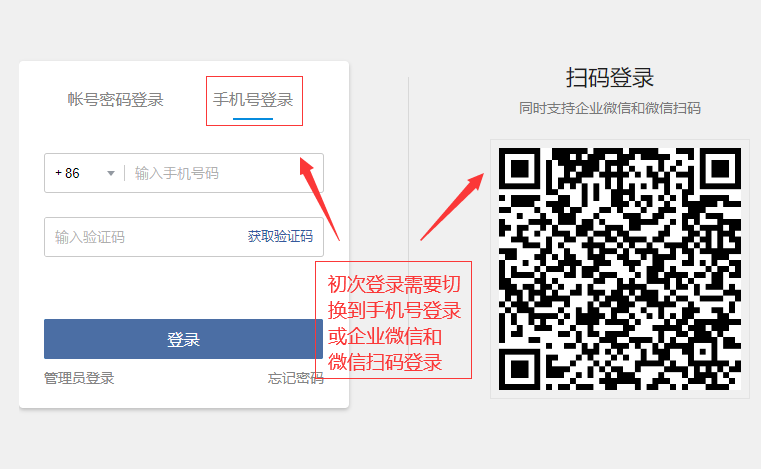 帐号密码登录
手机号登录
+ 86
输入手机号码
输入验证码
获取验证码
登录
管理员登录
忘记密码
初次登录需要切
换到手机号登录
或企业微信和
微信扫码登录
扫码登录
同时支持企业微信和微信扫码